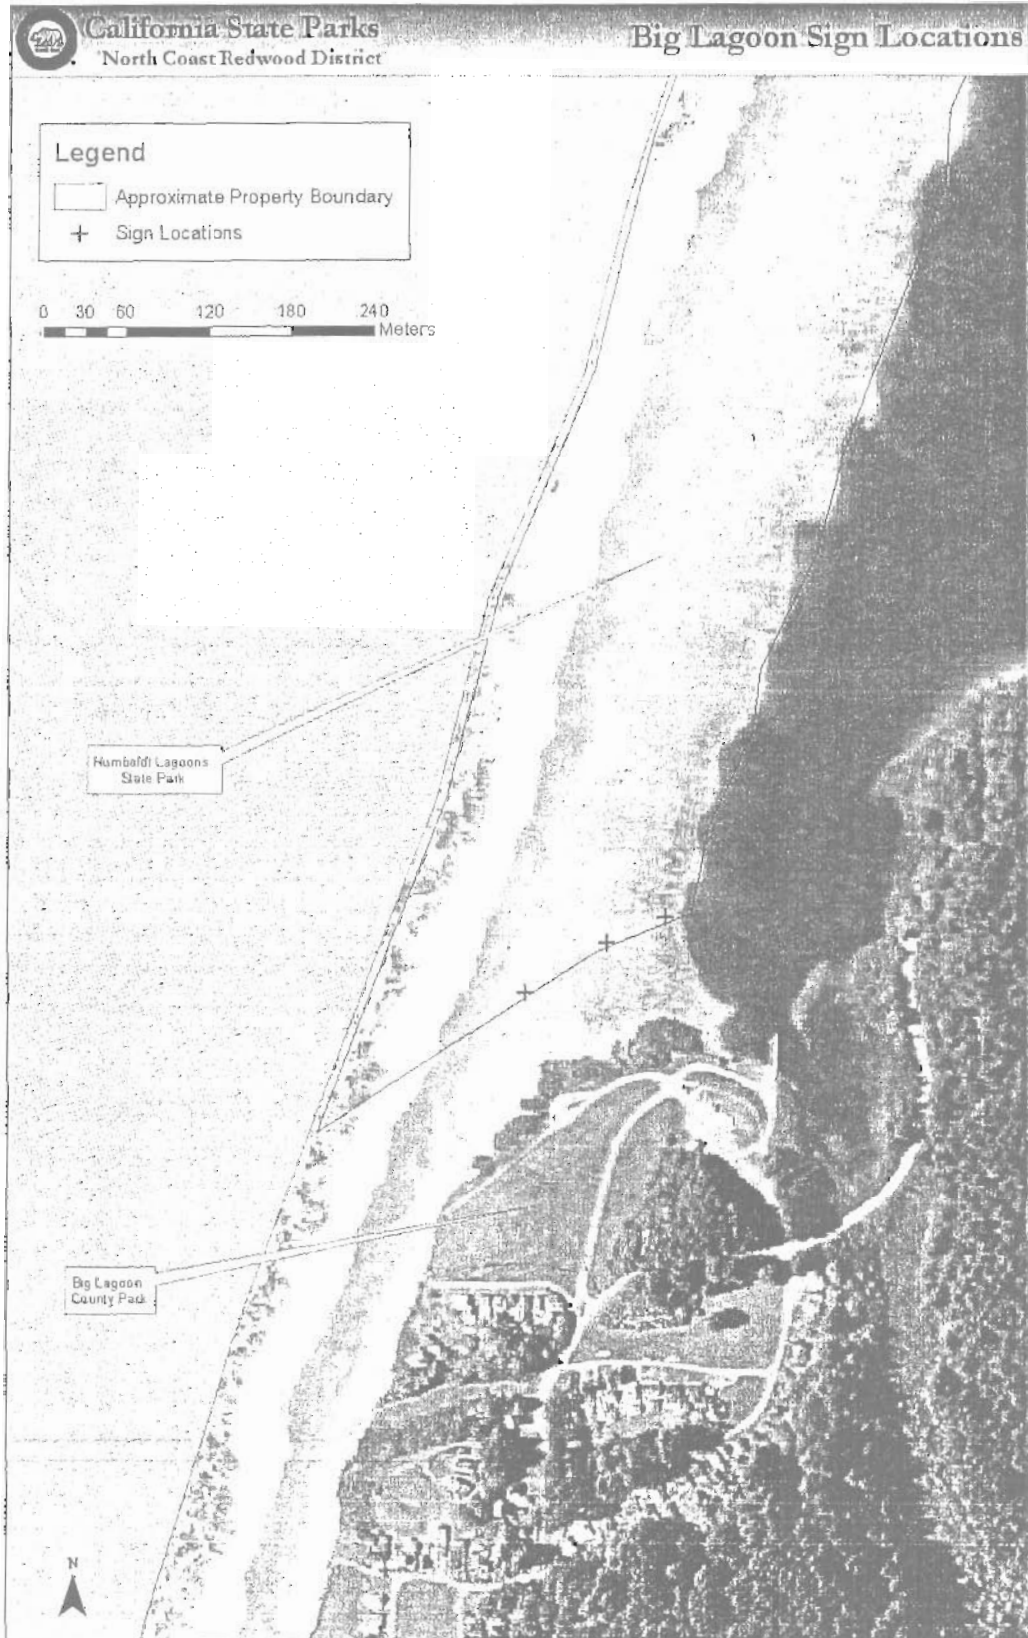 California State Parks
North Coast Redwood District
Big Lagoon Sign Locations
Legend
Approximate Property Boundary
+ Sign Locations
0 30 60 120 180 240
Meters
Humboldt Lagoons
State Park
Big Lagoon
County Park
N